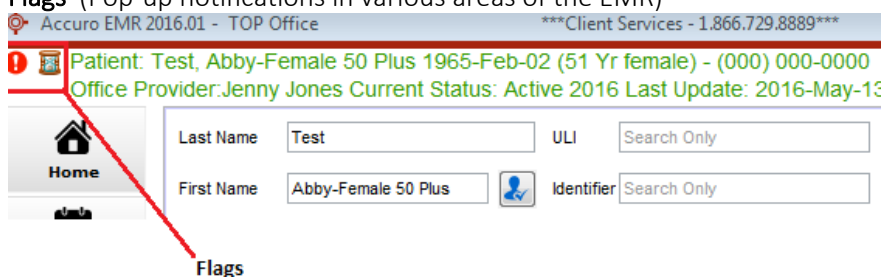 Flags (Pop-up notifications in various areas of the EMR)
Accuro EMR 2016.01 - TOP Office ***Client Services - 1.866.729.8889***
Patient: Test, Abby-Female 50 Plus 1965-Feb-02 (51 Yr female) - (000) 000-0000
Office Provider:Jenny Jones Current Status: Active 2016 Last Update: 2016-May-13
Last Name Test ULI Search Only
Home
First Name Abby-Female 50 Plus Identifier Search Only
Flags